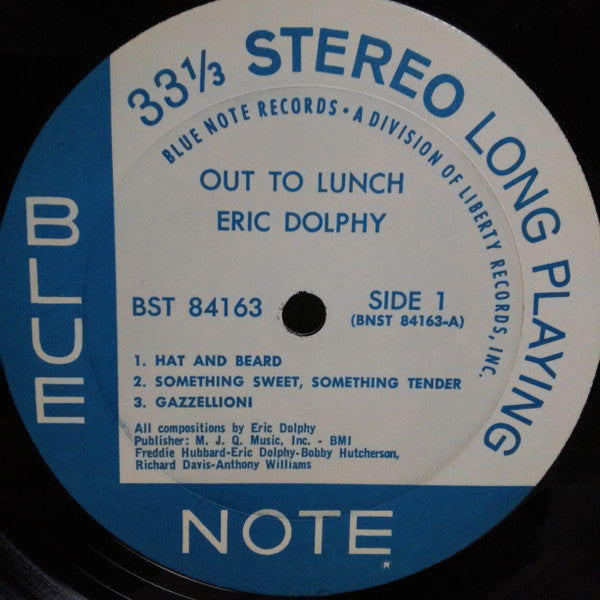 33 1/3 STEREO LONG PLAYING
BLUE NOTE RECORDS • A DIVISION OF LIBERTY RECORDS, INC.
OUT TO LUNCH
ERIC DOLPHY
BST 84163
SIDE 1
(BNST 84163-A)
1. HAT AND BEARD
2. SOMETHING SWEET, SOMETHING TENDER
3. GAZZELLIONI
All compositions by Eric Dolphy
Publisher: M. J. Q. Music, Inc. - BMI
Freddie Hubbard-Eric Dolphy-Bobby Hutcherson,
Richard Davis-Anthony Williams
BLUE
NOTE
R